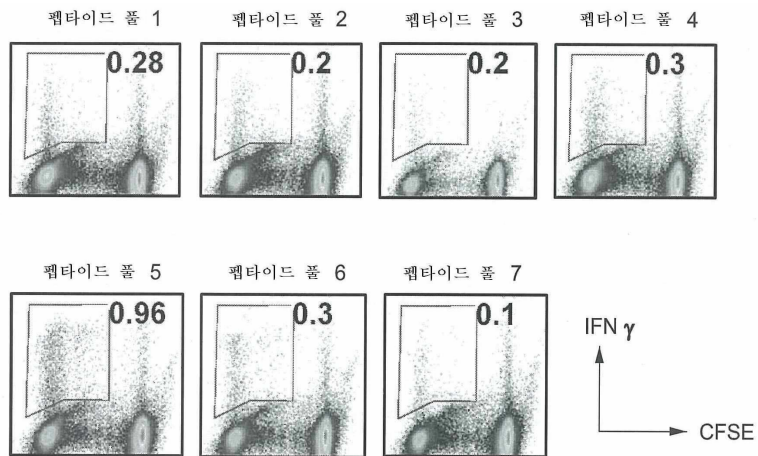 펩타이드 풀 1
펩타이드 풀 2
펩타이드 풀 3
펩타이드 풀 4
0.28
0.2
0.2
0.3
펩타이드 풀 5
펩타이드 풀 6
펩타이드 풀 7
0.96
0.3
0.1
IFN γ
CFSE